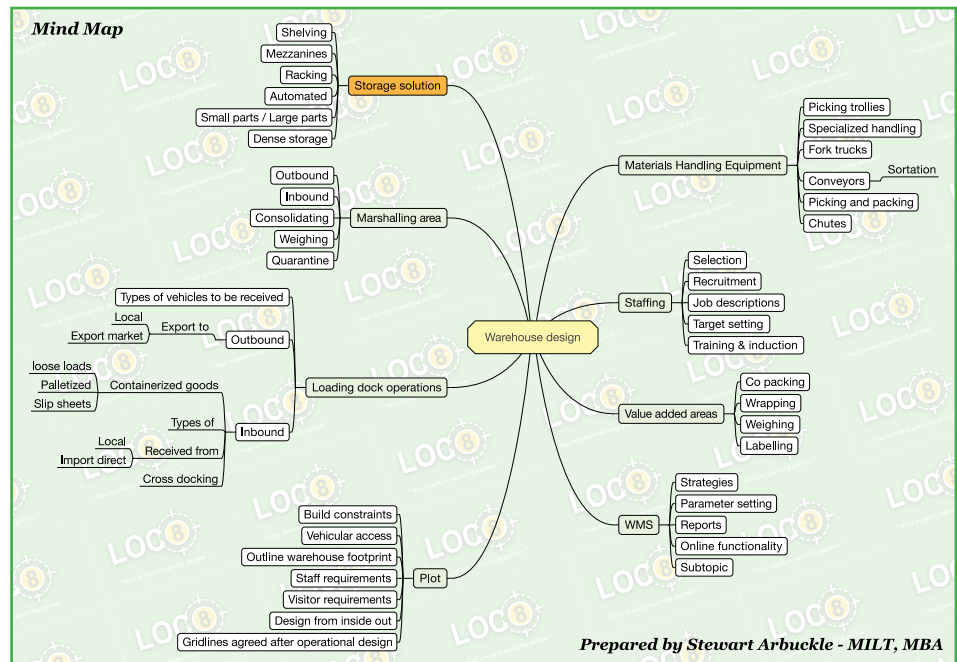 Mind Map
Shelving
Mezzanines
Racking
Automated
Small parts / Large parts
Dense storage
Storage solution
Outbound
Inbound
Consolidating
Weighing
Quarantine
Marshalling area
Types of vehicles to be received
Local
Export market
Export to
Outbound
loose loads
Palletized
Slip sheets
Containerized goods
Types of
Local
Import direct
Received from
Cross docking
Inbound
Loading dock operations
Build constraints
Vehicular access
Outline warehouse footprint
Staff requirements
Visitor requirements
Design from inside out
Gridlines agreed after operational design
Plot
Warehouse design
Materials Handling Equipment
Picking trollies
Specialized handling
Fork trucks
Conveyors
Sortation
Picking and packing
Chutes
Staffing
Selection
Recruitment
Job descriptions
Target setting
Training & induction
Value added areas
Co packing
Wrapping
Weighing
Labelling
WMS
Strategies
Parameter setting
Reports
Online functionality
Subtopic
Prepared by Stewart Arbuckle - MILT, MBA
LOC8